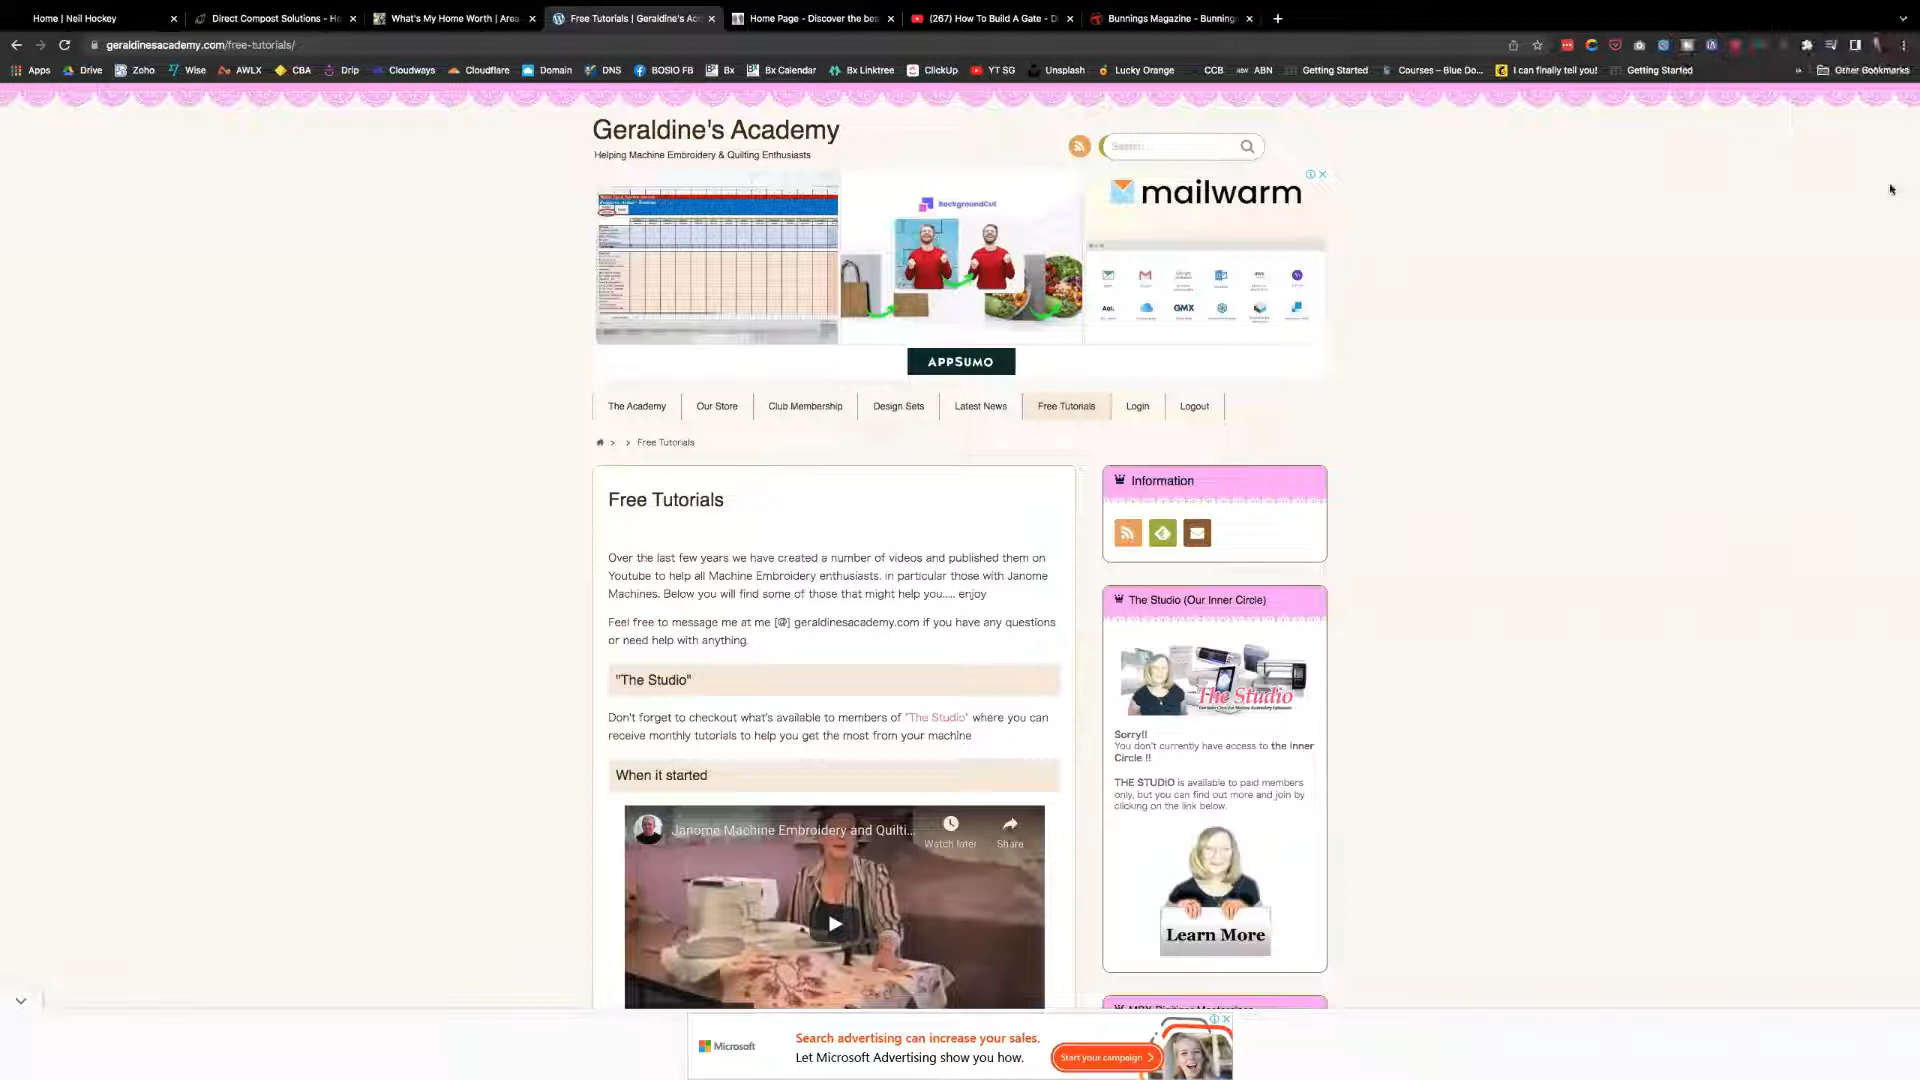 Home | Neil Hockey
Direct Compost Solutions - Ho
What's My Home Worth | Area
Free Tutorials | Geraldine's Aca
Home Page - Discover the bes
(267) How To Build A Gate - D
Bunnings Magazine - Bunnings
geraldinesacademy.com/free-tutorials/
Apps Drive Zoho Wise AWLX CBA Drip Cloudways Cloudflare Domain DNS BOSIO FB Bx Bx Calendar Bx Linktree ClickUp YT SG Unsplash Lucky Orange CCB ABN Getting Started Courses – Blue Do... I can finally tell you! Getting Started Other Bookmarks
Geraldine's Academy
Helping Machine Embroidery & Quilting Enthusiasts
Search...
BackgroundCut
mailwarm
Aol. GMX
APPSUMO
The Academy Our Store Club Membership Design Sets Latest News Free Tutorials Login Logout
> > Free Tutorials
Free Tutorials
Over the last few years we have created a number of videos and published them on
Youtube to help all Machine Embroidery enthusiasts. in particular those with Janome
Machines. Below you will find some of those that might help you..... enjoy
Feel free to message me at me [@] geraldinesacademy.com if you have any questions
or need help with anything.
"The Studio"
Don't forget to checkout what's available to members of "The Studio" where you can
receive monthly tutorials to help you get the most from your machine
When it started
Janome Machine Embroidery and Quilti...
Watch later Share
Information
The Studio (Our Inner Circle)
The Studio
Sorry!!
You don't currently have access to the Inner
Circle !!
THE STUDIO is available to paid members
only, but you can find out more and join by
clicking on the link below.
Learn More
Microsoft
Search advertising can increase your sales.
Let Microsoft Advertising show you how.
Start your campaign >